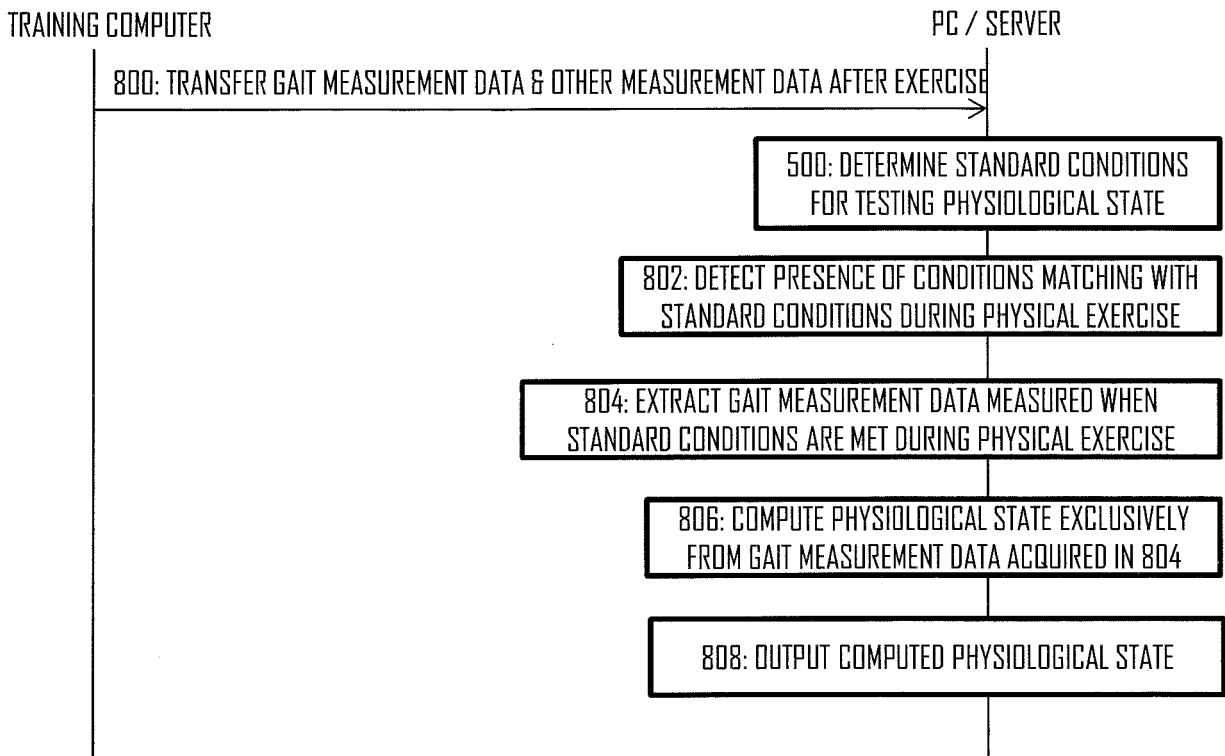 TRAINING COMPUTER
PC / SERVER
800: TRANSFER GAIT MEASUREMENT DATA & OTHER MEASUREMENT DATA AFTER EXERCISE
500: DETERMINE STANDARD CONDITIONS
FOR TESTING PHYSIOLOGICAL STATE
802: DETECT PRESENCE OF CONDITIONS MATCHING WITH
STANDARD CONDITIONS DURING PHYSICAL EXERCISE
804: EXTRACT GAIT MEASUREMENT DATA MEASURED WHEN
STANDARD CONDITIONS ARE MET DURING PHYSICAL EXERCISE
806: COMPUTE PHYSIOLOGICAL STATE EXCLUSIVELY
FROM GAIT MEASUREMENT DATA ACQUIRED IN 804
808: OUTPUT COMPUTED PHYSIOLOGICAL STATE